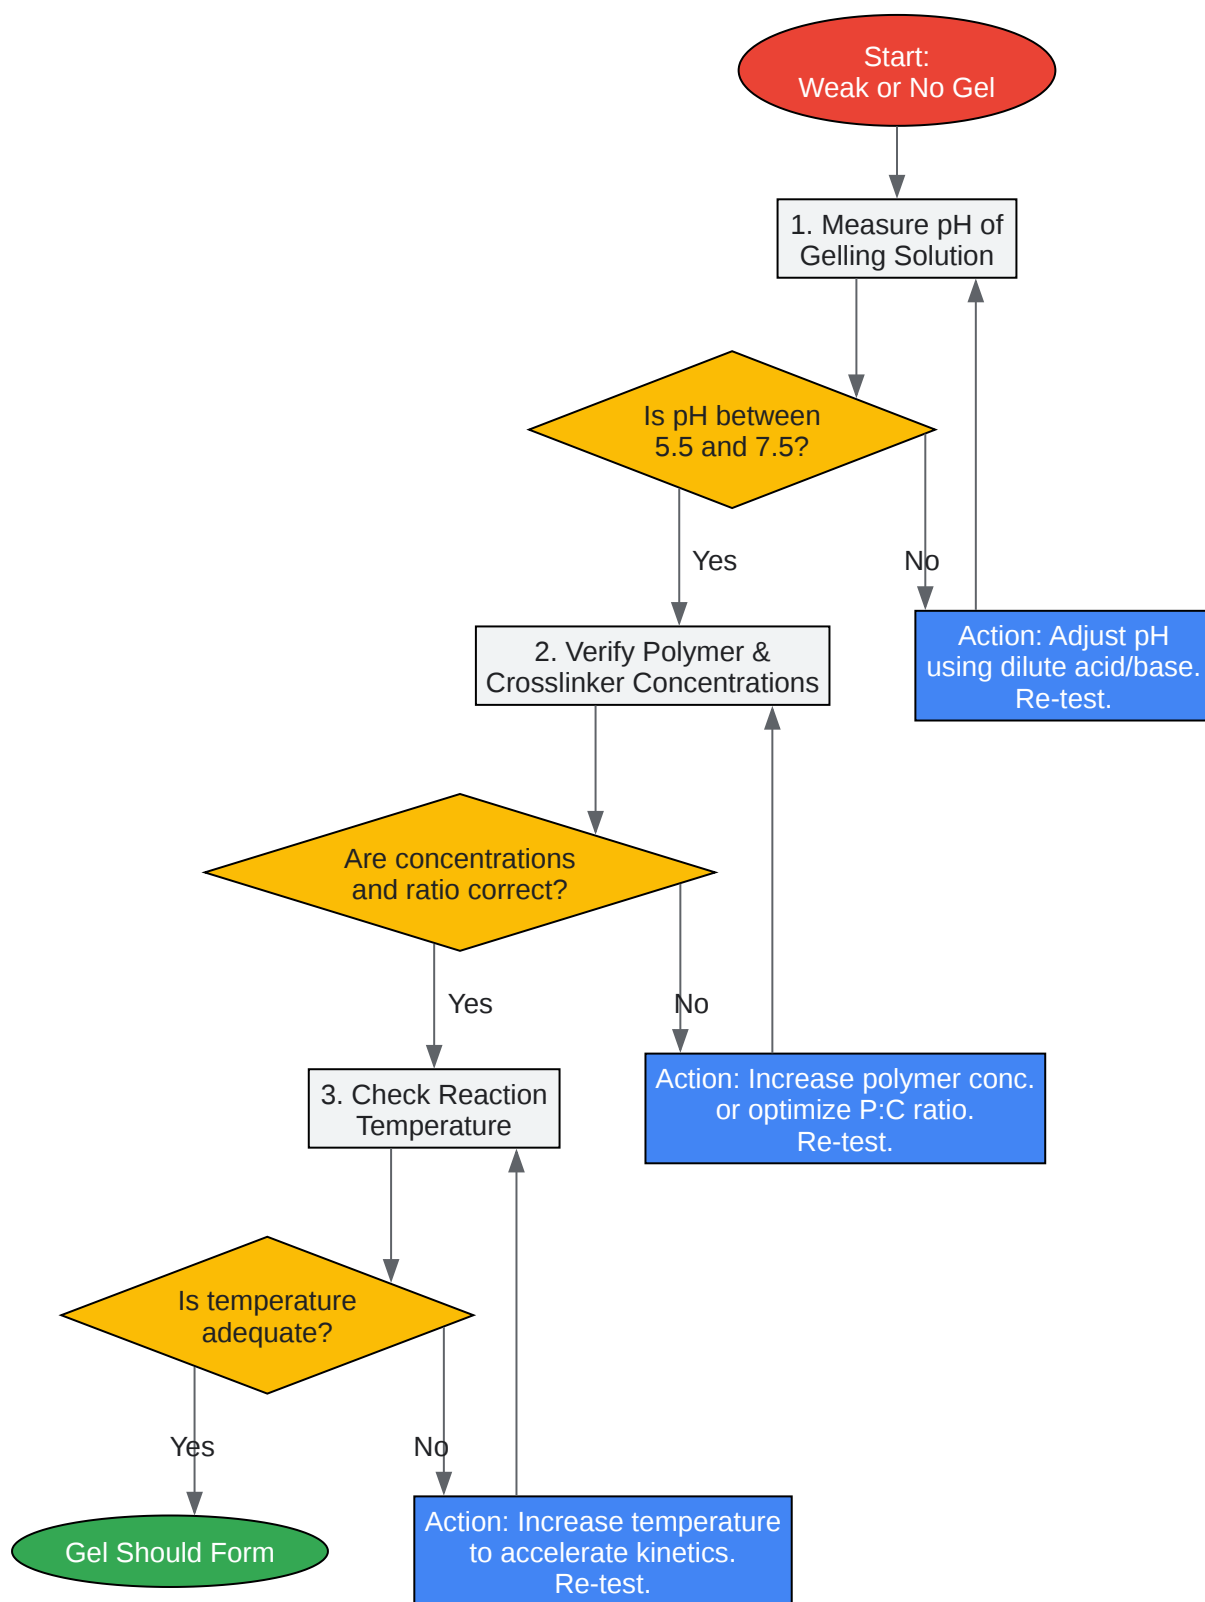 Start:
Weak or No Gel
1. Measure pH of
Gelling Solution
Is pH between
5.5 and 7.5?
Yes
No
Action: Adjust pH
using dilute acid/base.
Re-test.
2. Verify Polymer &
Crosslinker Concentrations
Are concentrations
and ratio correct?
Yes
No
Action: Increase polymer conc.
or optimize P:C ratio.
Re-test.
3. Check Reaction
Temperature
Is temperature
adequate?
Yes
No
Action: Increase temperature
to accelerate kinetics.
Re-test.
Gel Should Form